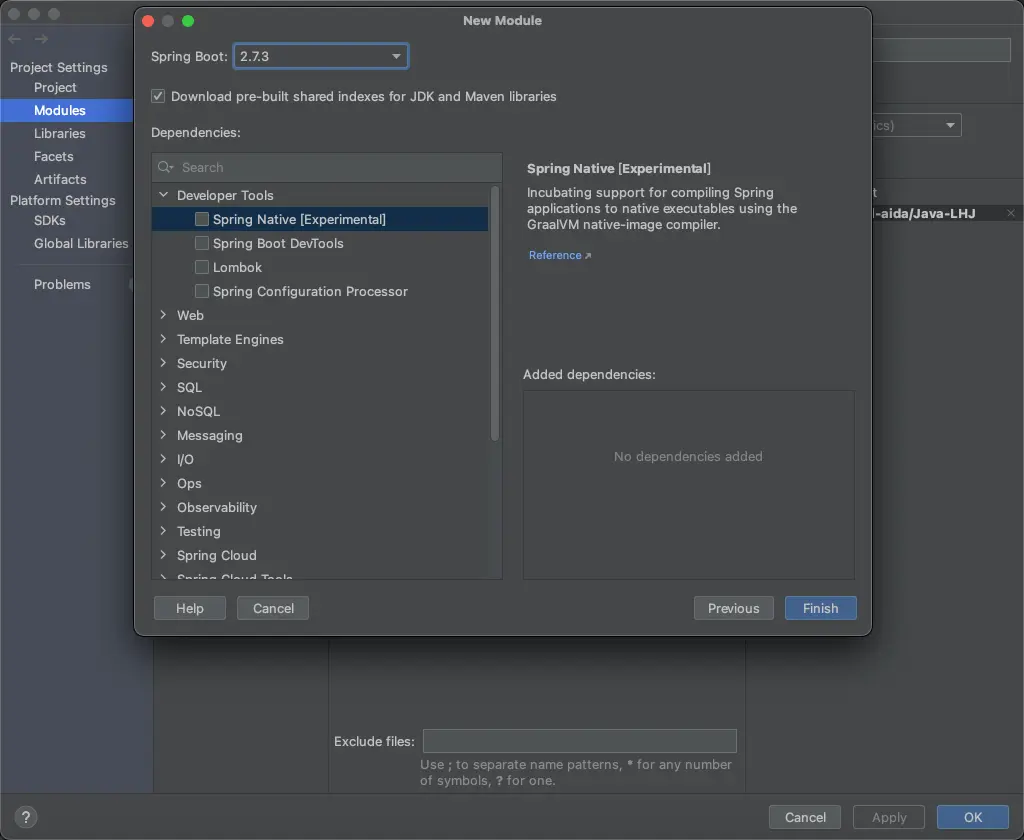 New Module
Spring Boot: 2.7.3
Download pre-built shared indexes for JDK and Maven libraries
Dependencies:
Search
Developer Tools
Spring Native [Experimental]
Spring Boot DevTools
Lombok
Spring Configuration Processor
Web
Template Engines
Security
SQL
NoSQL
Messaging
I/O
Ops
Observability
Testing
Spring Cloud
Spring Cloud Tools
Spring Native [Experimental]
Incubating support for compiling Spring
applications to native executables using the
GraalVM native-image compiler.
Reference ↗
Added dependencies:
No dependencies added
Help
Cancel
Previous
Finish
Project Settings
Project
Modules
Libraries
Facets
Artifacts
Platform Settings
SDKs
Global Libraries
Problems
ics)
t
l-aida/Java-LHJ
Exclude files:
Use ; to separate name patterns, * for any number
of symbols, ? for one.
?
Cancel
Apply
OK